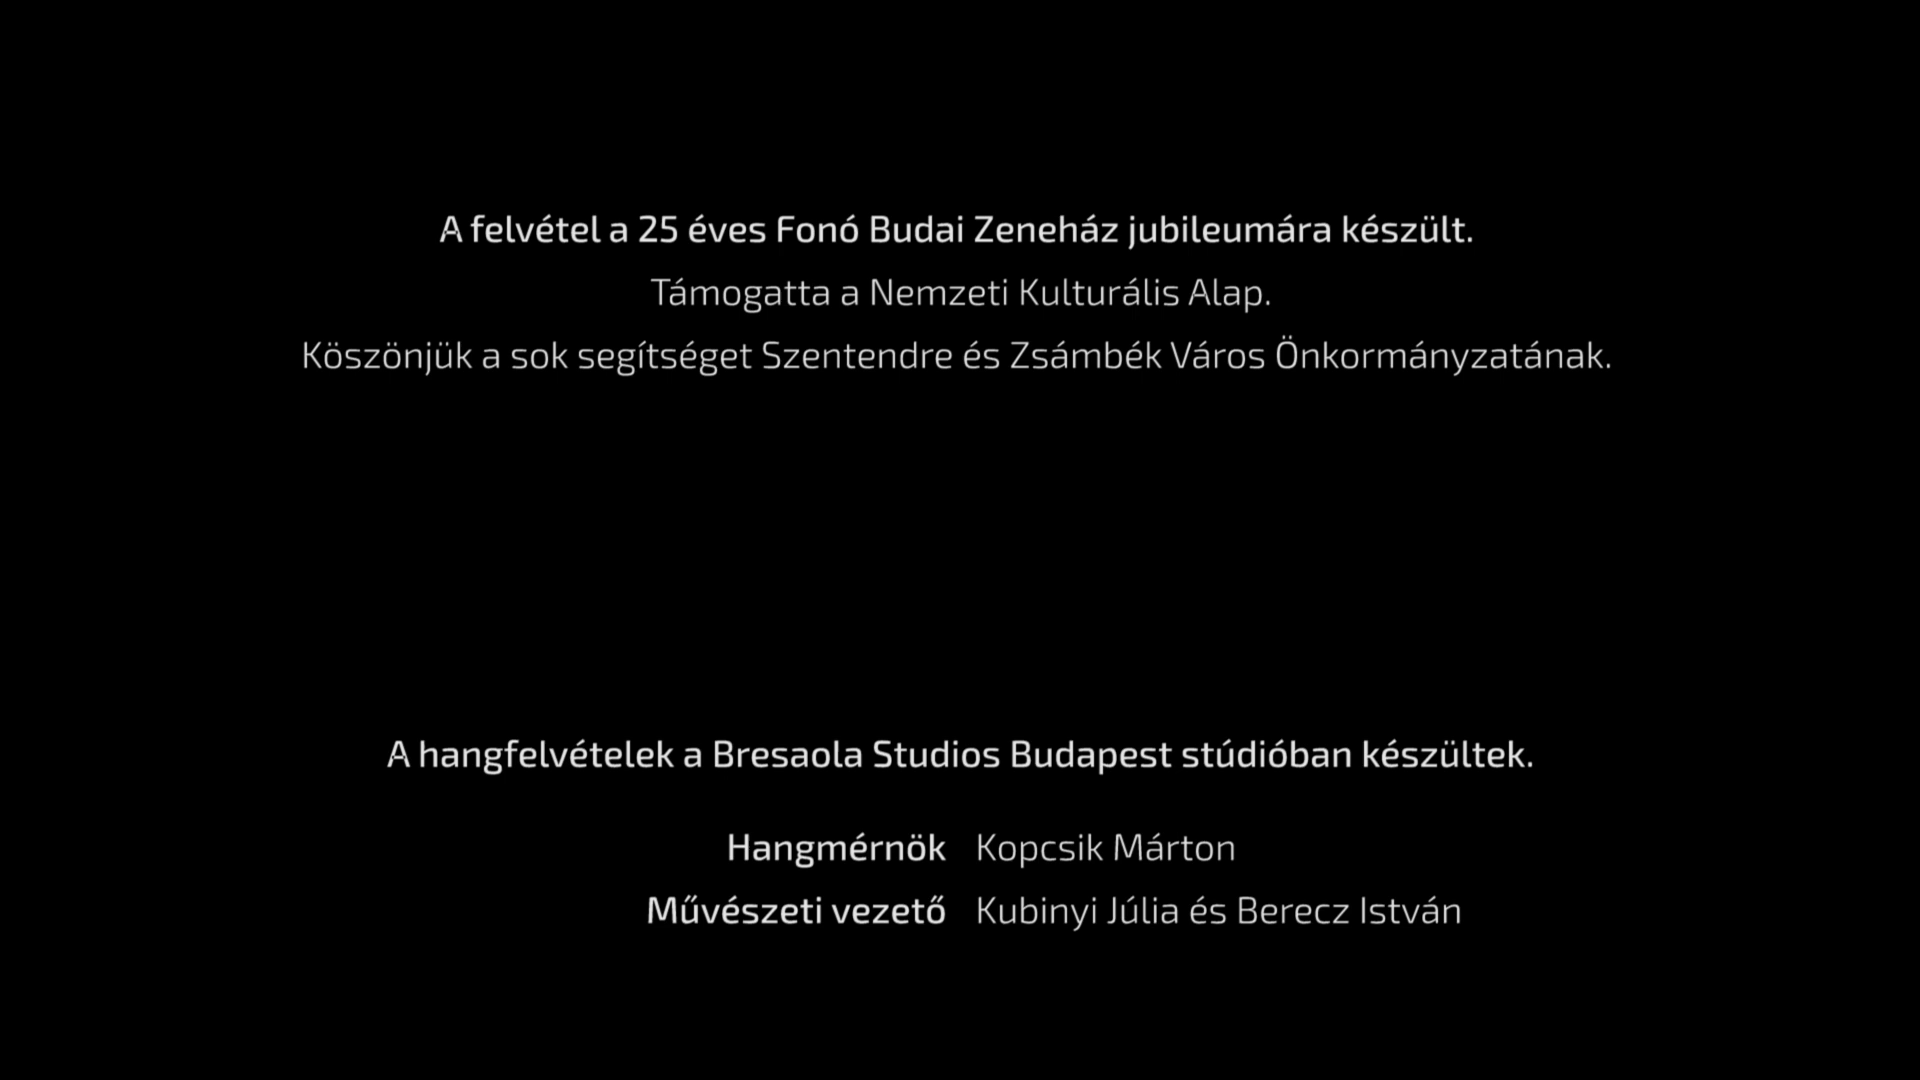 A felvétel a 25 éves Fonó Budai Zeneház jubileumára készült.
Támogatta a Nemzeti Kulturális Alap.
Köszönjük a sok segítséget Szentendre és Zsámbék Város Önkormányzatának.
A hangfelvételek a Bresaola Studios Budapest stúdióban készültek.
Hangmérnök Kopcsik Márton
Művészeti vezető Kubinyi Júlia és Berecz István